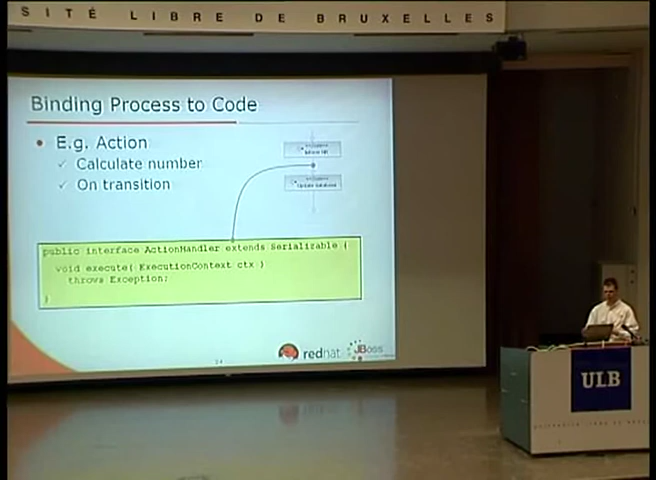 SITÉ LIBRE DE BRUXELLES
Binding Process to Code
• E.g. Action
✓ Calculate number
✓ On transition
public interface ActionHandler extends Serializable {
void execute( ExecutionContext ctx )
throws Exception;
}
redhat JBoss
ULB